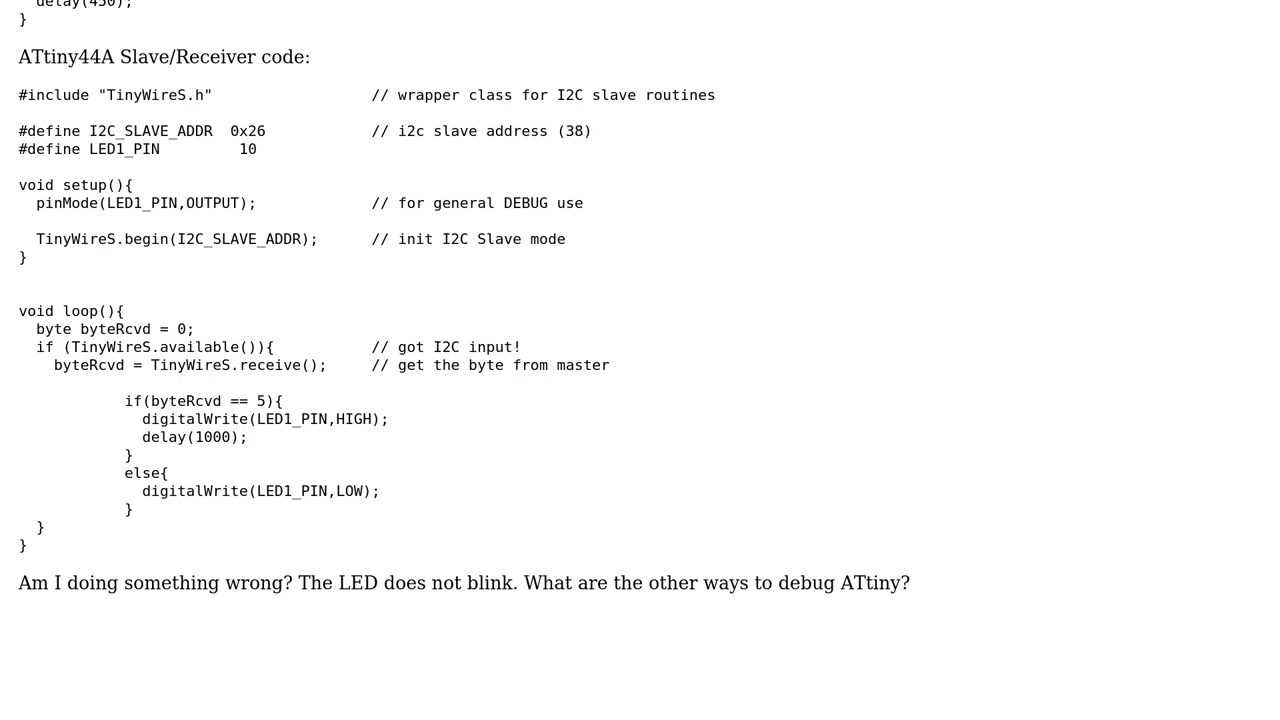 delay(450);
}
ATtiny44A Slave/Receiver code:
#include "TinyWireS.h"                  // wrapper class for I2C slave routines
#define I2C_SLAVE_ADDR  0x26            // i2c slave address (38)
#define LED1_PIN         10
void setup(){
  pinMode(LED1_PIN,OUTPUT);             // for general DEBUG use
  TinyWireS.begin(I2C_SLAVE_ADDR);      // init I2C Slave mode
}
void loop(){
  byte byteRcvd = 0;
  if (TinyWireS.available()){           // got I2C input!
    byteRcvd = TinyWireS.receive();     // get the byte from master
            if(byteRcvd == 5){
              digitalWrite(LED1_PIN,HIGH);
              delay(1000);
            }
            else{
              digitalWrite(LED1_PIN,LOW);
            }
  }
}
Am I doing something wrong? The LED does not blink. What are the other ways to debug ATtiny?